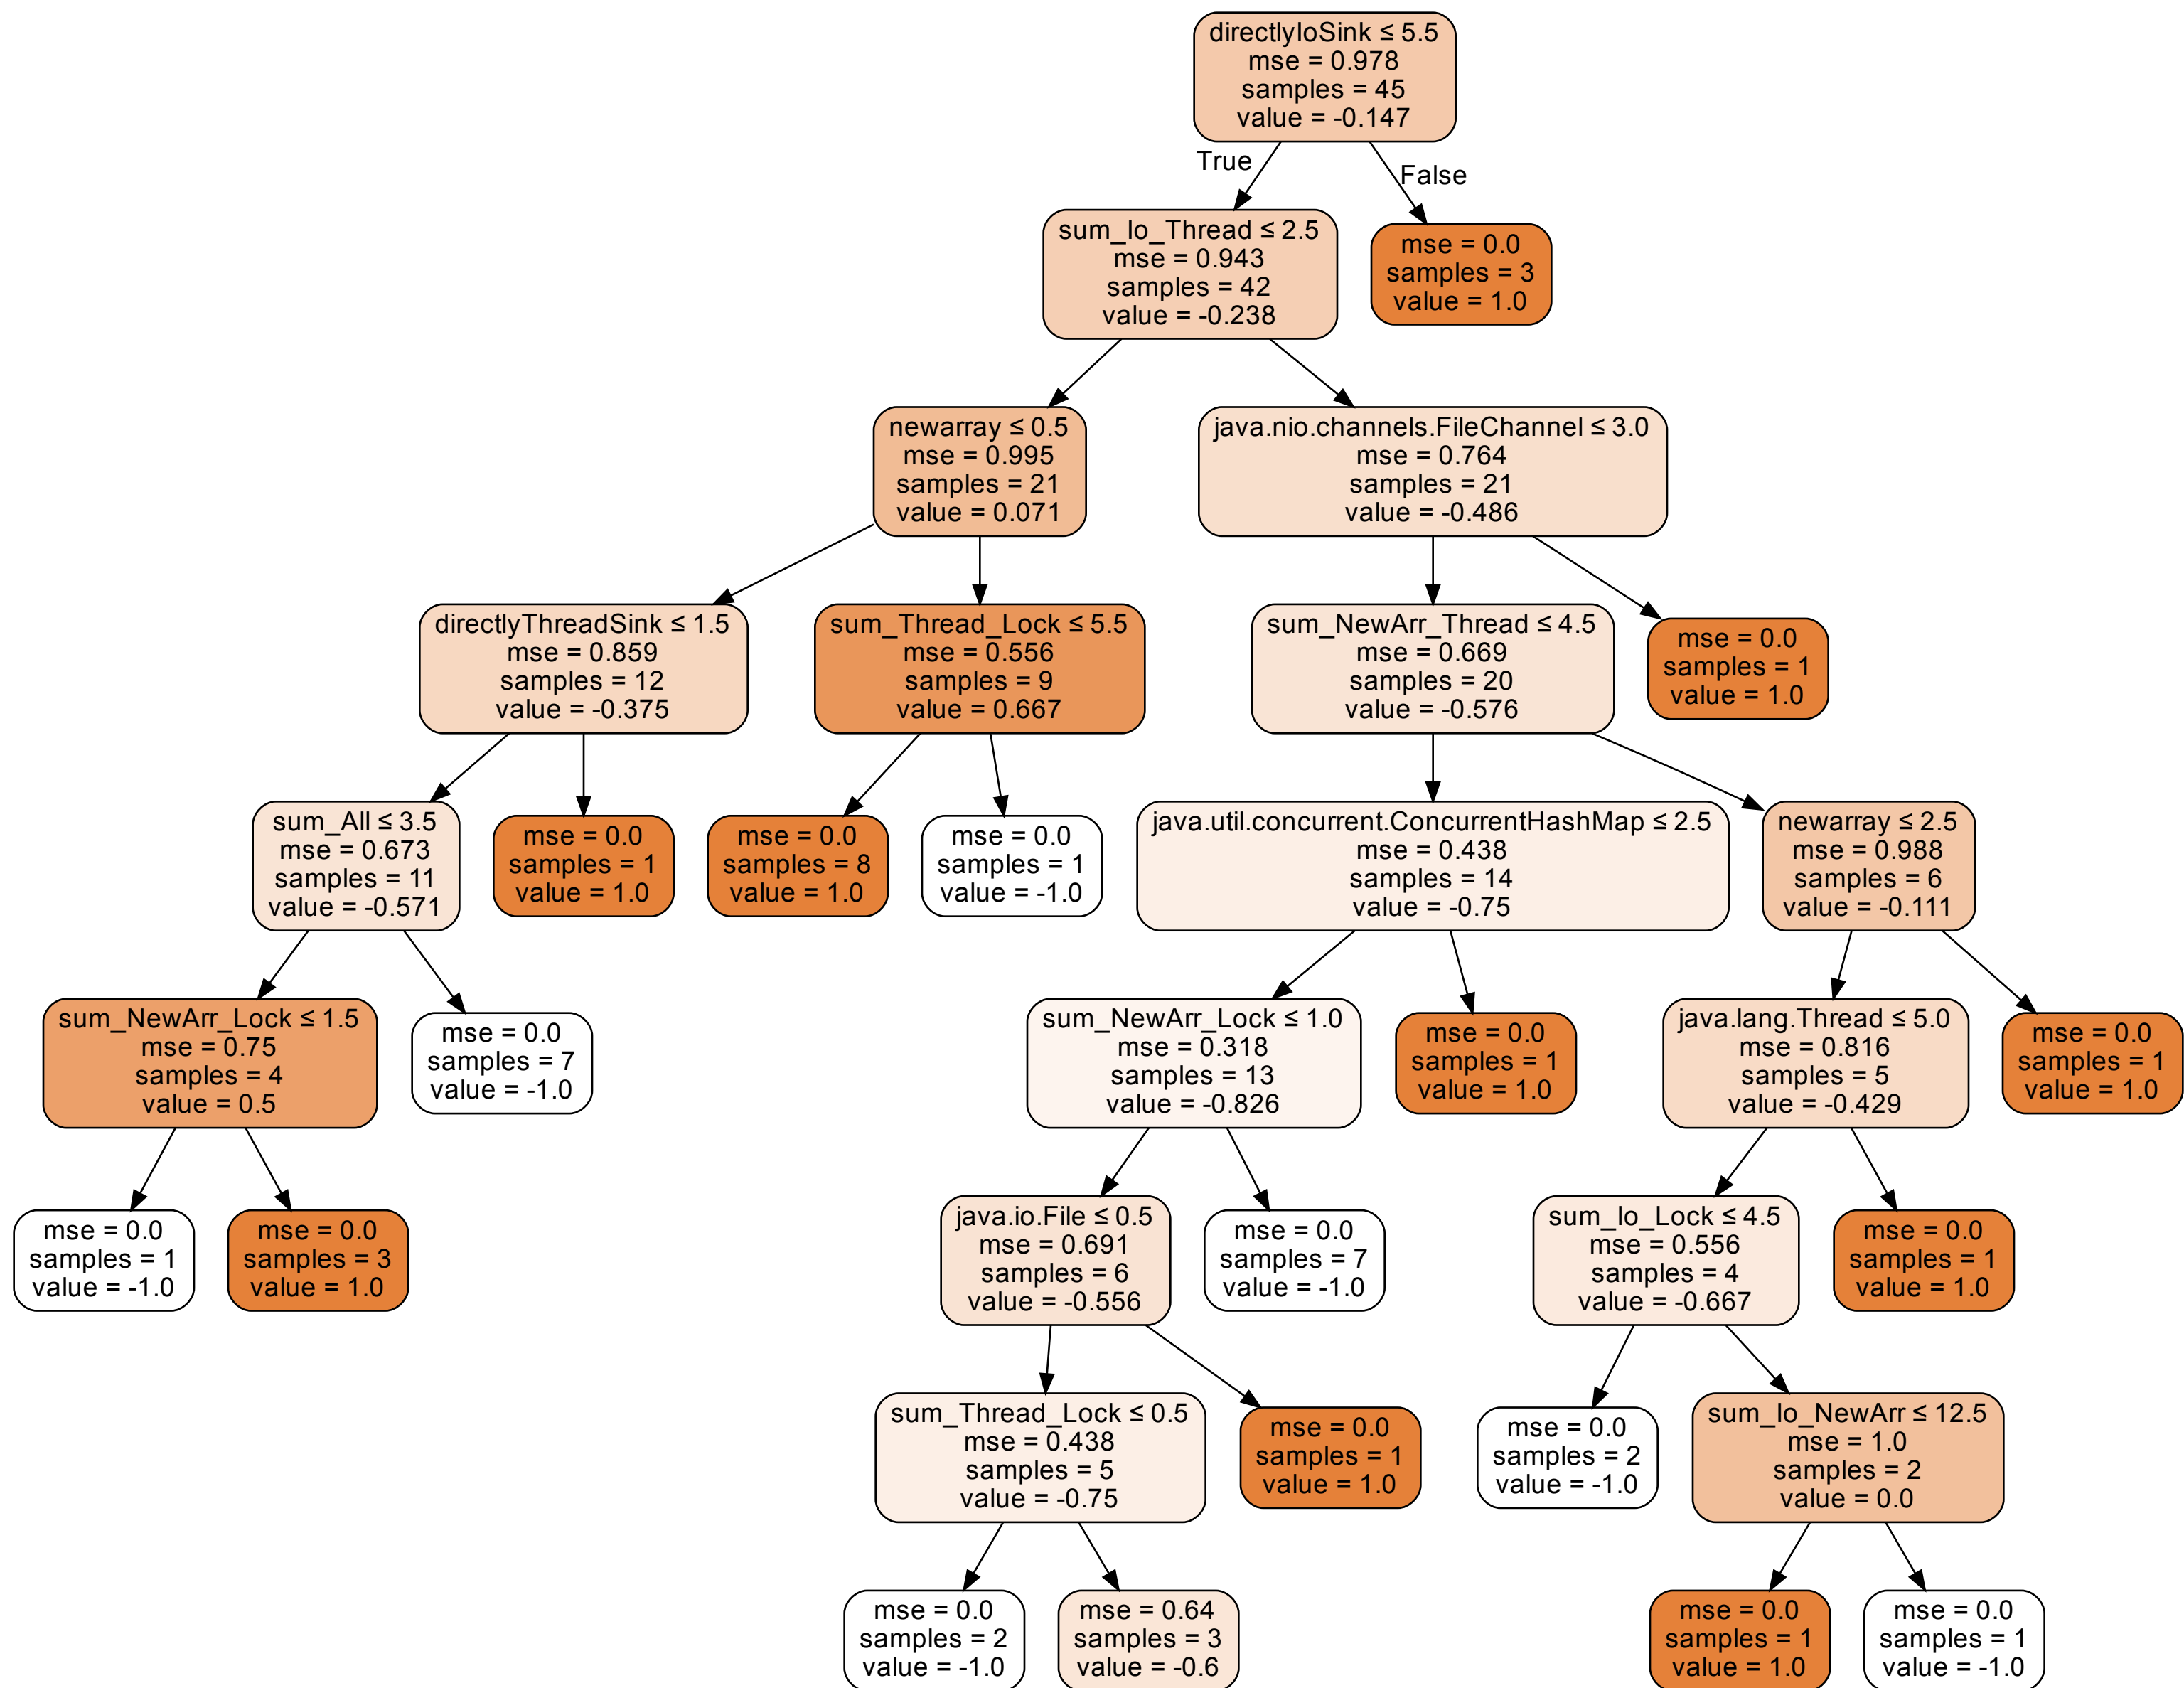 directlyIoSink ≤ 5.5
mse = 0.978
samples = 45
value = -0.147
True
False
sum_Io_Thread ≤ 2.5
mse = 0.943
samples = 42
value = -0.238
mse = 0.0
samples = 3
value = 1.0
newarray ≤ 0.5
mse = 0.995
samples = 21
value = 0.071
java.nio.channels.FileChannel ≤ 3.0
mse = 0.764
samples = 21
value = -0.486
directlyThreadSink ≤ 1.5
mse = 0.859
samples = 12
value = -0.375
sum_Thread_Lock ≤ 5.5
mse = 0.556
samples = 9
value = 0.667
sum_NewArr_Thread ≤ 4.5
mse = 0.669
samples = 20
value = -0.576
mse = 0.0
samples = 1
value = 1.0
sum_All ≤ 3.5
mse = 0.673
samples = 11
value = -0.571
mse = 0.0
samples = 1
value = 1.0
mse = 0.0
samples = 8
value = 1.0
mse = 0.0
samples = 1
value = -1.0
java.util.concurrent.ConcurrentHashMap ≤ 2.5
mse = 0.438
samples = 14
value = -0.75
newarray ≤ 2.5
mse = 0.988
samples = 6
value = -0.111
sum_NewArr_Lock ≤ 1.5
mse = 0.75
samples = 4
value = 0.5
mse = 0.0
samples = 7
value = -1.0
sum_NewArr_Lock ≤ 1.0
mse = 0.318
samples = 13
value = -0.826
mse = 0.0
samples = 1
value = 1.0
java.lang.Thread ≤ 5.0
mse = 0.816
samples = 5
value = -0.429
mse = 0.0
samples = 1
value = 1.0
mse = 0.0
samples = 1
value = -1.0
mse = 0.0
samples = 3
value = 1.0
java.io.File ≤ 0.5
mse = 0.691
samples = 6
value = -0.556
mse = 0.0
samples = 7
value = -1.0
sum_Io_Lock ≤ 4.5
mse = 0.556
samples = 4
value = -0.667
mse = 0.0
samples = 1
value = 1.0
sum_Thread_Lock ≤ 0.5
mse = 0.438
samples = 5
value = -0.75
mse = 0.0
samples = 1
value = 1.0
mse = 0.0
samples = 2
value = -1.0
sum_Io_NewArr ≤ 12.5
mse = 1.0
samples = 2
value = 0.0
mse = 0.0
samples = 2
value = -1.0
mse = 0.64
samples = 3
value = -0.6
mse = 0.0
samples = 1
value = 1.0
mse = 0.0
samples = 1
value = -1.0